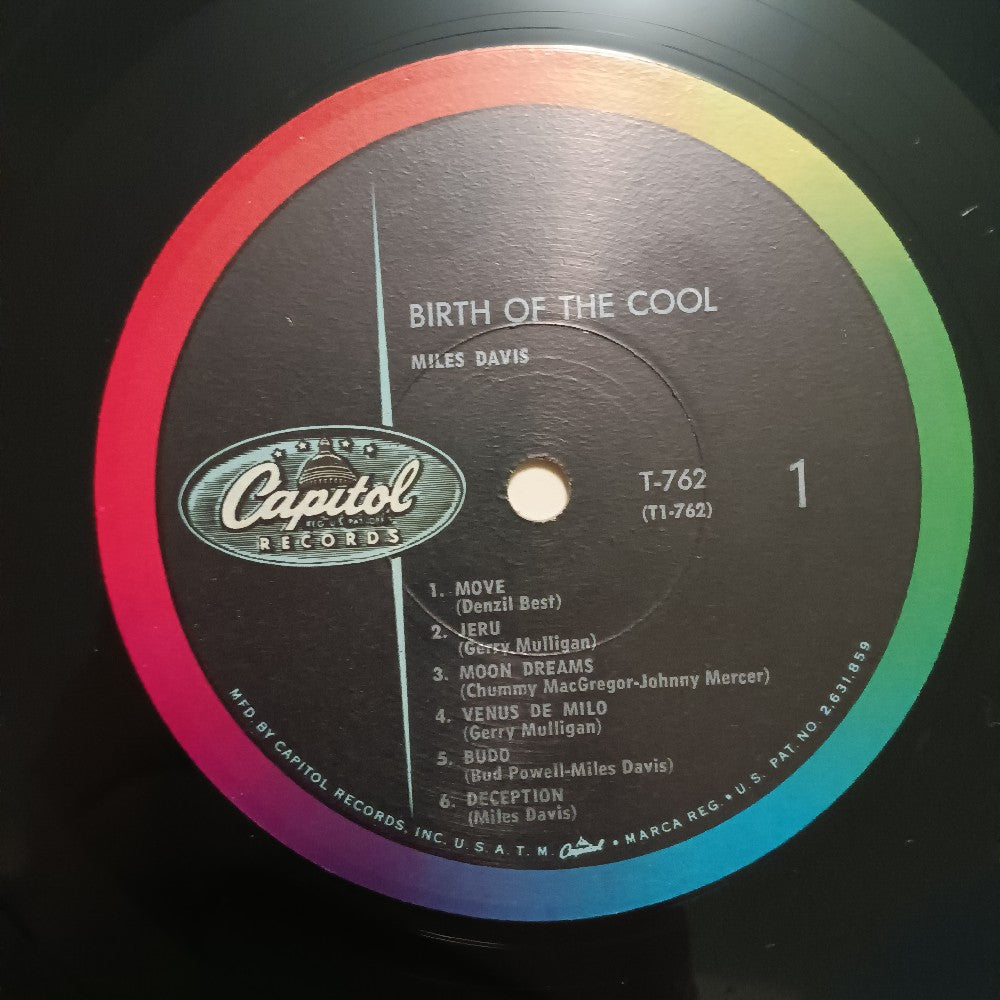 BIRTH OF THE COOL
MILES DAVIS
Capitol
REG. U.S. PAT. OFF.
RECORDS
T-762
(T1-762)
1
1. MOVE
(Denzil Best)
2. JERU
(Gerry Mulligan)
3. MOON DREAMS
(Chummy MacGregor-Johnny Mercer)
4. VENUS DE MILO
(Gerry Mulligan)
5. BUDO
(Bud Powell-Miles Davis)
6. DECEPTION
(Miles Davis)
MFD. BY CAPITOL RECORDS, INC. U. S. A. T. M. Capitol • MARCA REG. • U. S. PAT. NO. 2,631,859